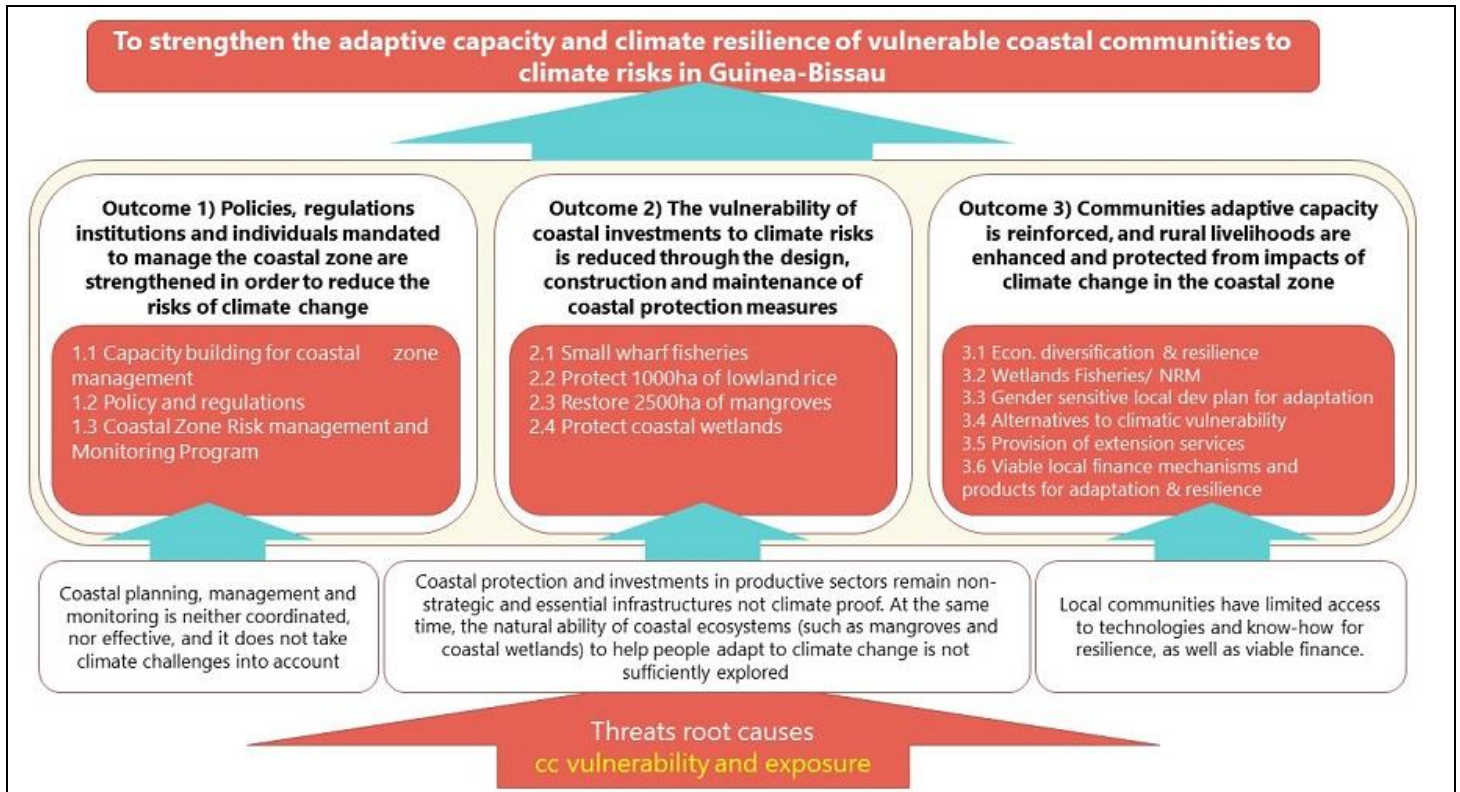 To strengthen the adaptive capacity and climate resilience of vulnerable coastal communities to
climate risks in Guinea-Bissau
Outcome 1) Policies, regulations
institutions and individuals mandated
to manage the coastal zone are
strengthened in order to reduce the
risks of climate change
1.1 Capacity building for coastal zone
management
1.2 Policy and regulations
1.3 Coastal Zone Risk management and
Monitoring Program
Outcome 2) The vulnerability of
coastal investments to climate risks
is reduced through the design,
construction and maintenance of
coastal protection measures
2.1 Small wharf fisheries
2.2 Protect 1000ha of lowland rice
2.3 Restore 2500ha of mangroves
2.4 Protect coastal wetlands
Outcome 3) Communities adaptive capacity
is reinforced, and rural livelihoods are
enhanced and protected from impacts of
climate change in the coastal zone
3.1 Econ. diversification & resilience
3.2 Wetlands Fisheries/ NRM
3.3 Gender sensitive local dev plan for adaptation
3.4 Alternatives to climatic vulnerability
3.5 Provision of extension services
3.6 Viable local finance mechanisms and
products for adaptation & resilience
Coastal planning, management and
monitoring is neither coordinated,
nor effective, and it does not take
climate challenges into account
Coastal protection and investments in productive sectors remain non-
strategic and essential infrastructures not climate proof. At the same
time, the natural ability of coastal ecosystems (such as mangroves and
coastal wetlands) to help people adapt to climate change is not
sufficiently explored
Local communities have limited access
to technologies and know-how for
resilience, as well as viable finance.
Threats root causes
cc vulnerability and exposure